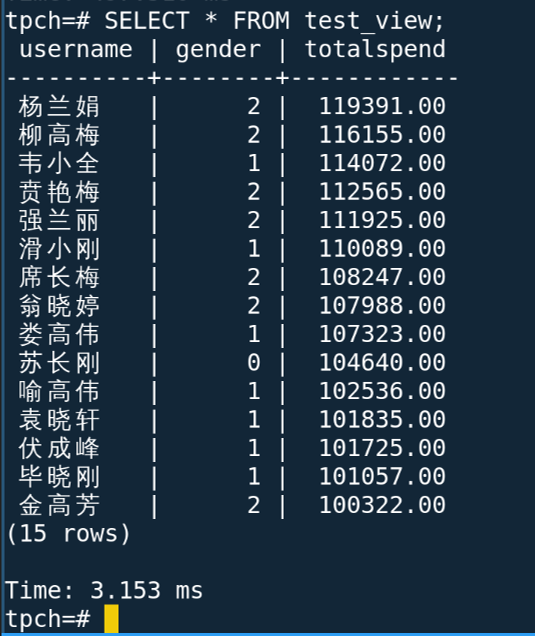 tpch=# SELECT * FROM test_view;
 username | gender | totalspend
----------+--------+------------
 杨兰娟   |      2 |  119391.00
 柳高梅   |      2 |  116155.00
 韦小全   |      1 |  114072.00
 贲艳梅   |      2 |  112565.00
 强兰丽   |      2 |  111925.00
 滑小刚   |      1 |  110089.00
 席长梅   |      2 |  108247.00
 翁晓婷   |      2 |  107988.00
 娄高伟   |      1 |  107323.00
 苏长刚   |      0 |  104640.00
 喻高伟   |      1 |  102536.00
 袁晓轩   |      1 |  101835.00
 伏成峰   |      1 |  101725.00
 毕晓刚   |      1 |  101057.00
 金高芳   |      2 |  100322.00
(15 rows)
Time: 3.153 ms
tpch=#